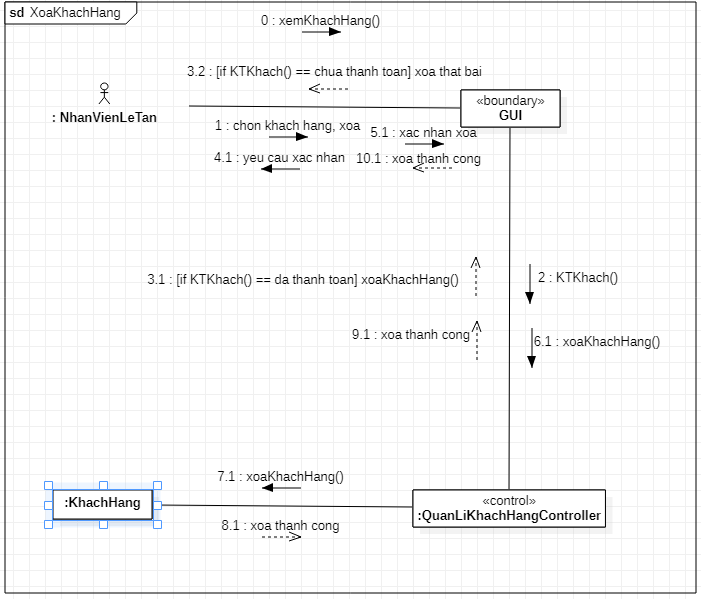 sd XoaKhachHang
0 : xemKhachHang()
3.2 : [if KTKhach() == chua thanh toan] xoa that bai
: NhanVienLeTan
«boundary»
GUI
1 : chon khach hang, xoa
5.1 : xac nhan xoa
4.1 : yeu cau xac nhan
10.1 : xoa thanh cong
3.1 : [if KTKhach() == da thanh toan] xoaKhachHang()
2 : KTKhach()
9.1 : xoa thanh cong
6.1 : xoaKhachHang()
7.1 : xoaKhachHang()
:KhachHang
8.1 : xoa thanh cong
«control»
:QuanLiKhachHangController